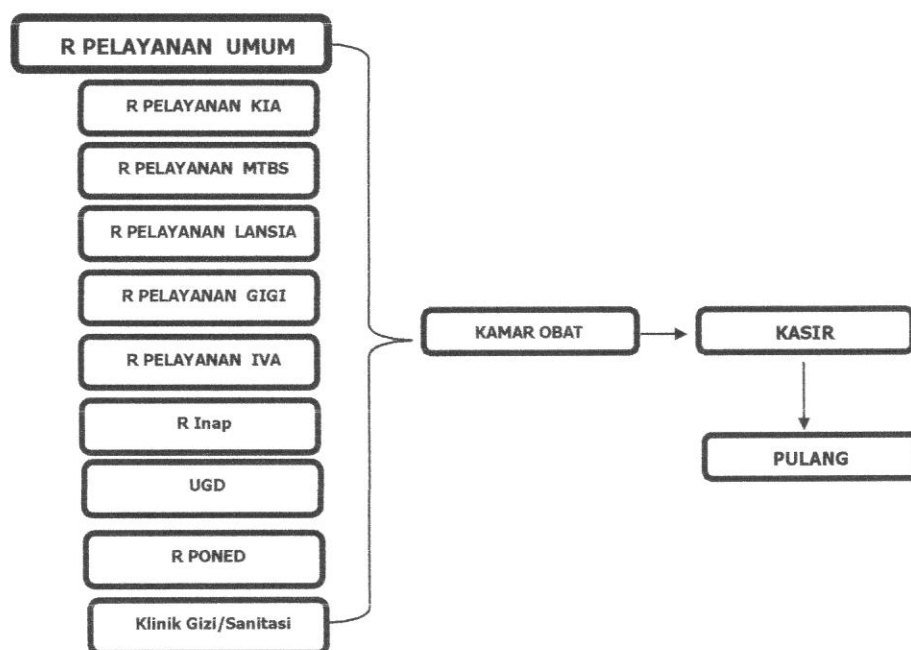 R PELAYANAN UMUM
R PELAYANAN KIA
R PELAYANAN MTBS
R PELAYANAN LANSIA
R PELAYANAN GIGI
R PELAYANAN IVA
R Inap
UGD
R PONED
Klinik Gizi/Sanitasi
KAMAR OBAT
KASIR
PULANG